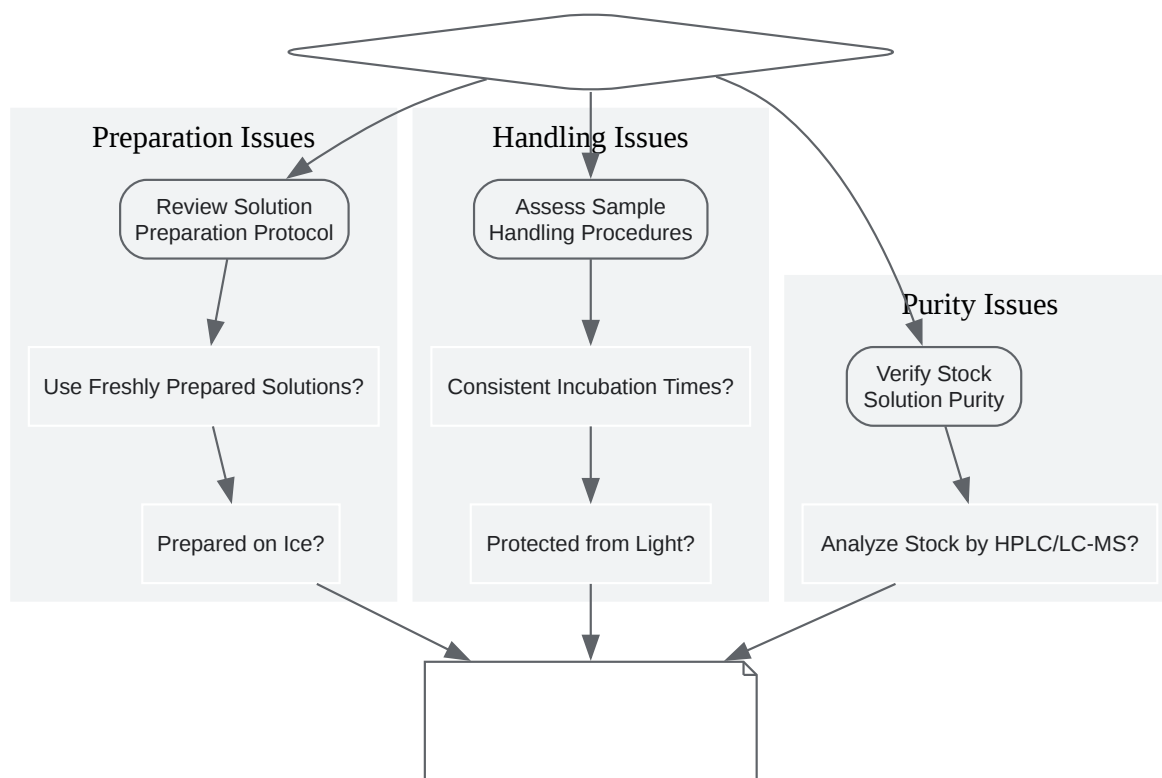 Preparation Issues
Review Solution
Preparation Protocol
Use Freshly Prepared Solutions?
Prepared on Ice?
Handling Issues
Assess Sample
Handling Procedures
Consistent Incubation Times?
Protected from Light?
Purity Issues
Verify Stock
Solution Purity
Analyze Stock by HPLC/LC-MS?